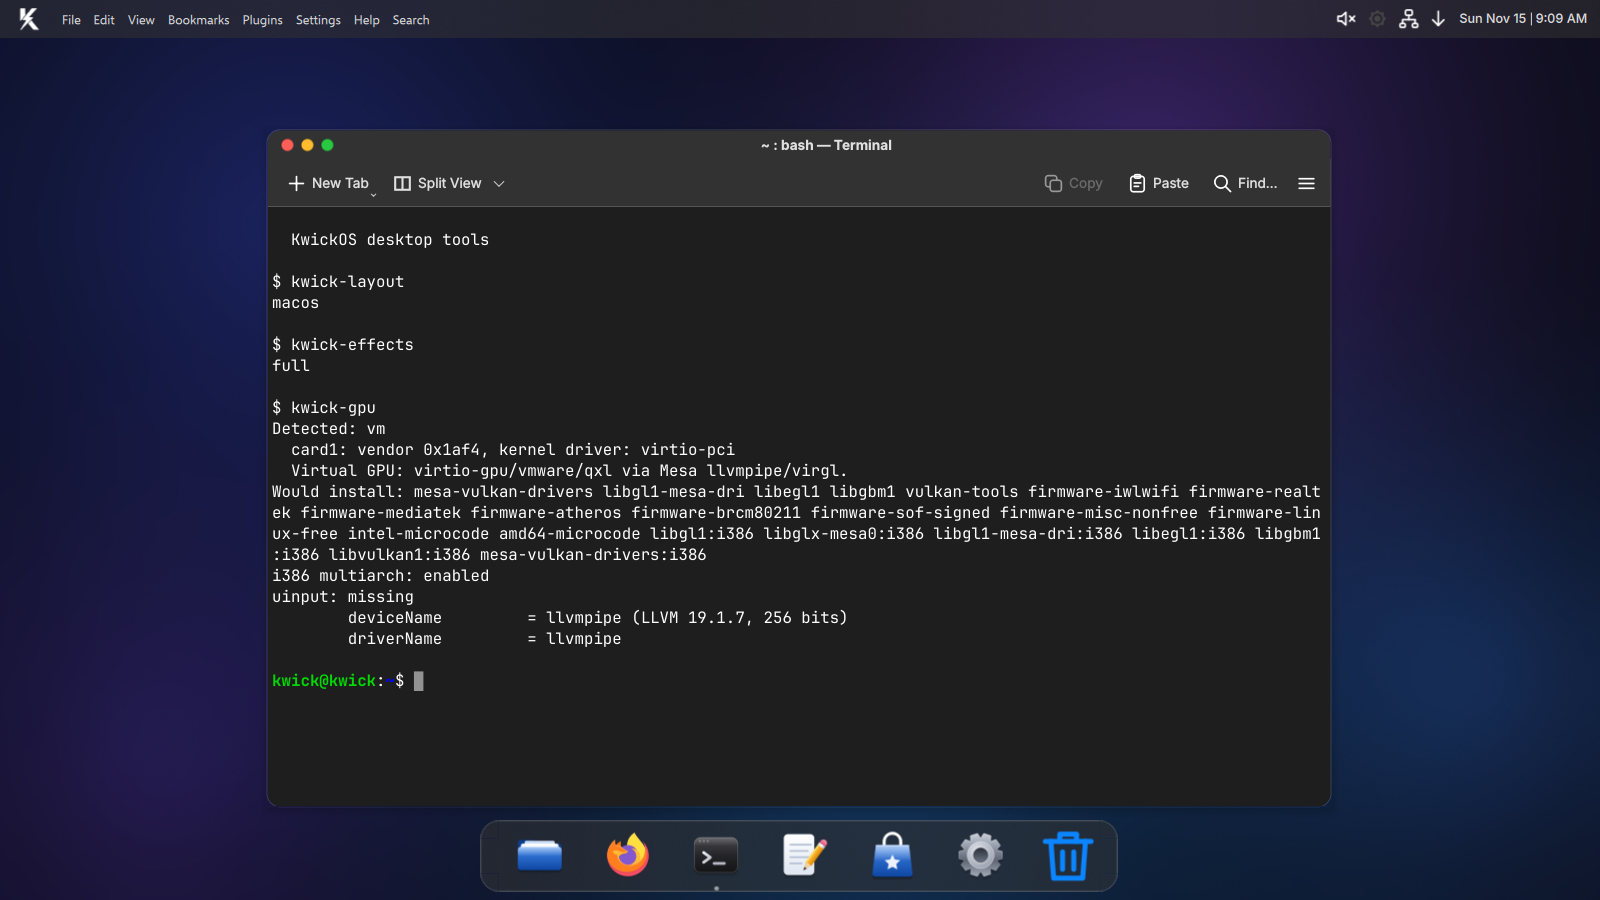 File Edit View Bookmarks Plugins Settings Help Search
Sun Nov 15 | 9:09 AM
~ : bash — Terminal
New Tab Split View Copy Paste Find...
KwickOS desktop tools
$ kwick-layout
macos
$ kwick-effects
full
$ kwick-gpu
Detected: vm
card1: vendor 0x1af4, kernel driver: virtio-pci
Virtual GPU: virtio-gpu/vmware/qxl via Mesa llvmpipe/virgl.
Would install: mesa-vulkan-drivers libgl1-mesa-dri libegl1 libgbm1 vulkan-tools firmware-iwlwifi firmware-realt
ek firmware-mediatek firmware-atheros firmware-brcm80211 firmware-sof-signed firmware-misc-nonfree firmware-lin
ux-free intel-microcode amd64-microcode libgl1:i386 libglx-mesa0:i386 libgl1-mesa-dri:i386 libegl1:i386 libgbm1
:i386 libvulkan1:i386 mesa-vulkan-drivers:i386
i386 multiarch: enabled
uinput: missing
deviceName = llvmpipe (LLVM 19.1.7, 256 bits)
driverName = llvmpipe
kwick@kwick:~$